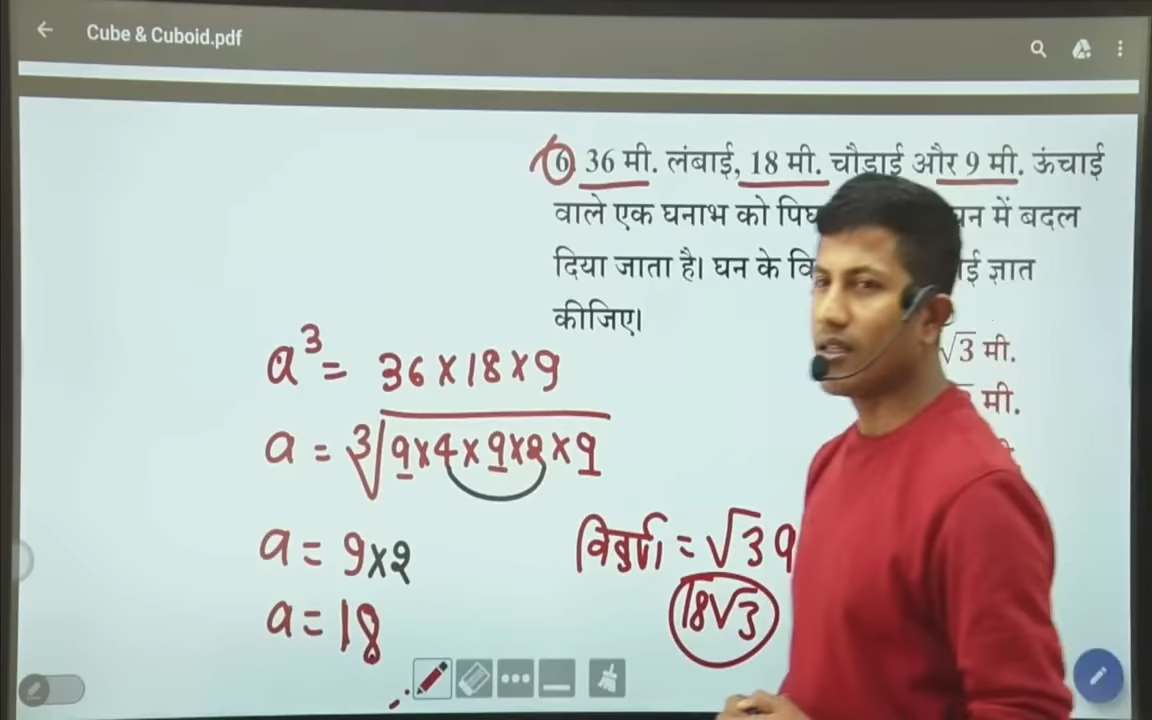 Cube & Cuboid.pdf
6 36 मी. लंबाई, 18 मी. चौड़ाई और 9 मी. ऊंचाई
वाले एक घनाभ को में बदल
दिया जाता है। घन के ज्ञात
कीजिए।
√3 मी.
मी.
a³ = 36×18×9
a = ∛9×4×9×2×9
a = 9×2
a = 18
विकर्ण = √3 a
18√3